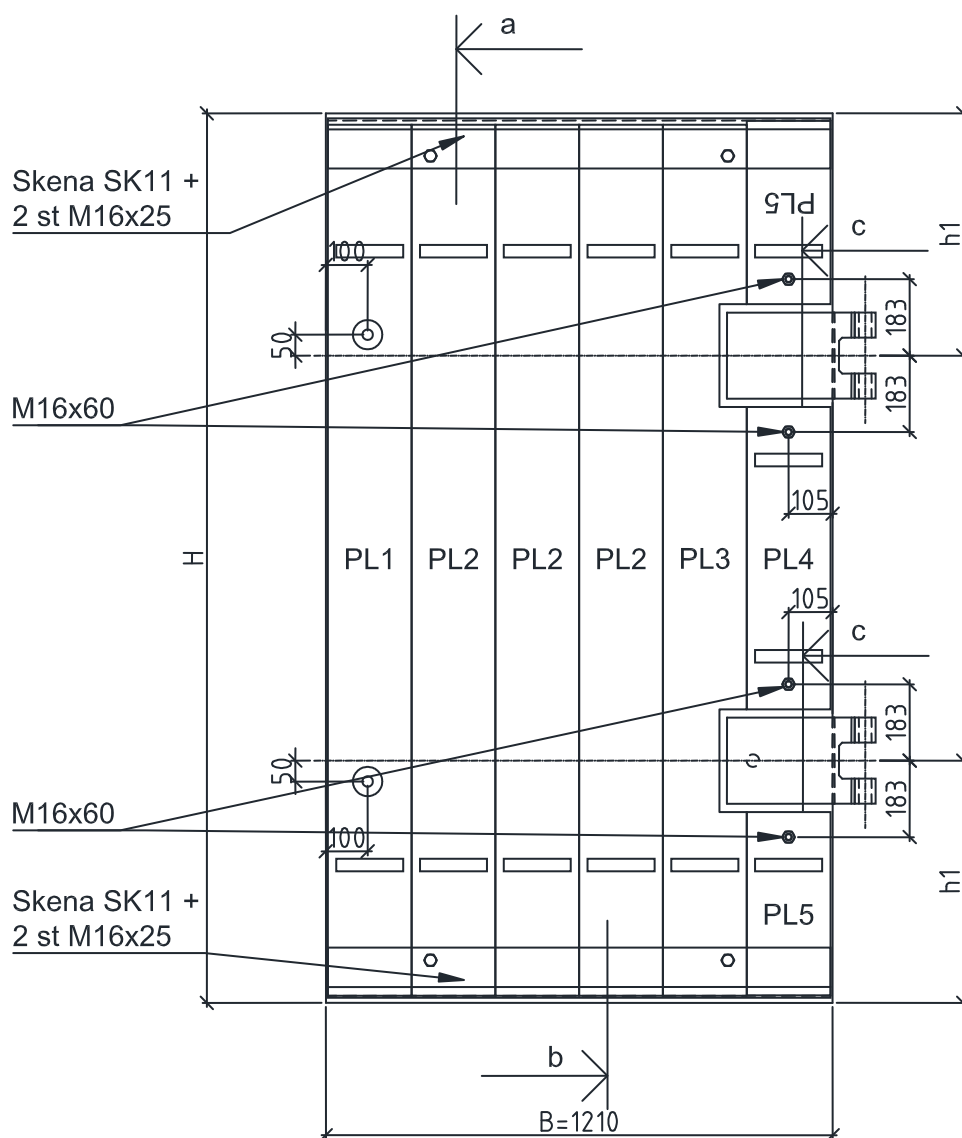 a
Skena SK11 +
2 st M16x25
PL5
c
h1
100
183
50
M16x60
183
105
H
PL1 PL2 PL2 PL2 PL3 PL4
105
c
183
50
M16x60
183
100
h1
Skena SK11 +
2 st M16x25
PL5
b
B=1210